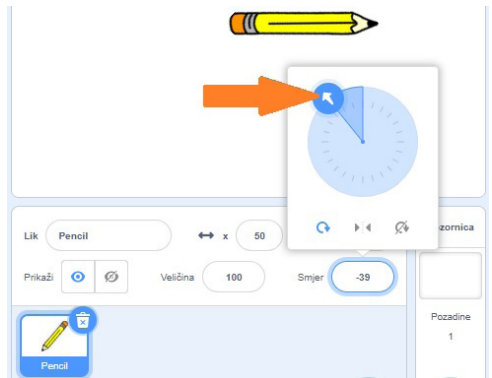 Lik Pencil x 50 zornica
Prikaži Veličina 100 Smjer -39
Pozadine
1
Pencil